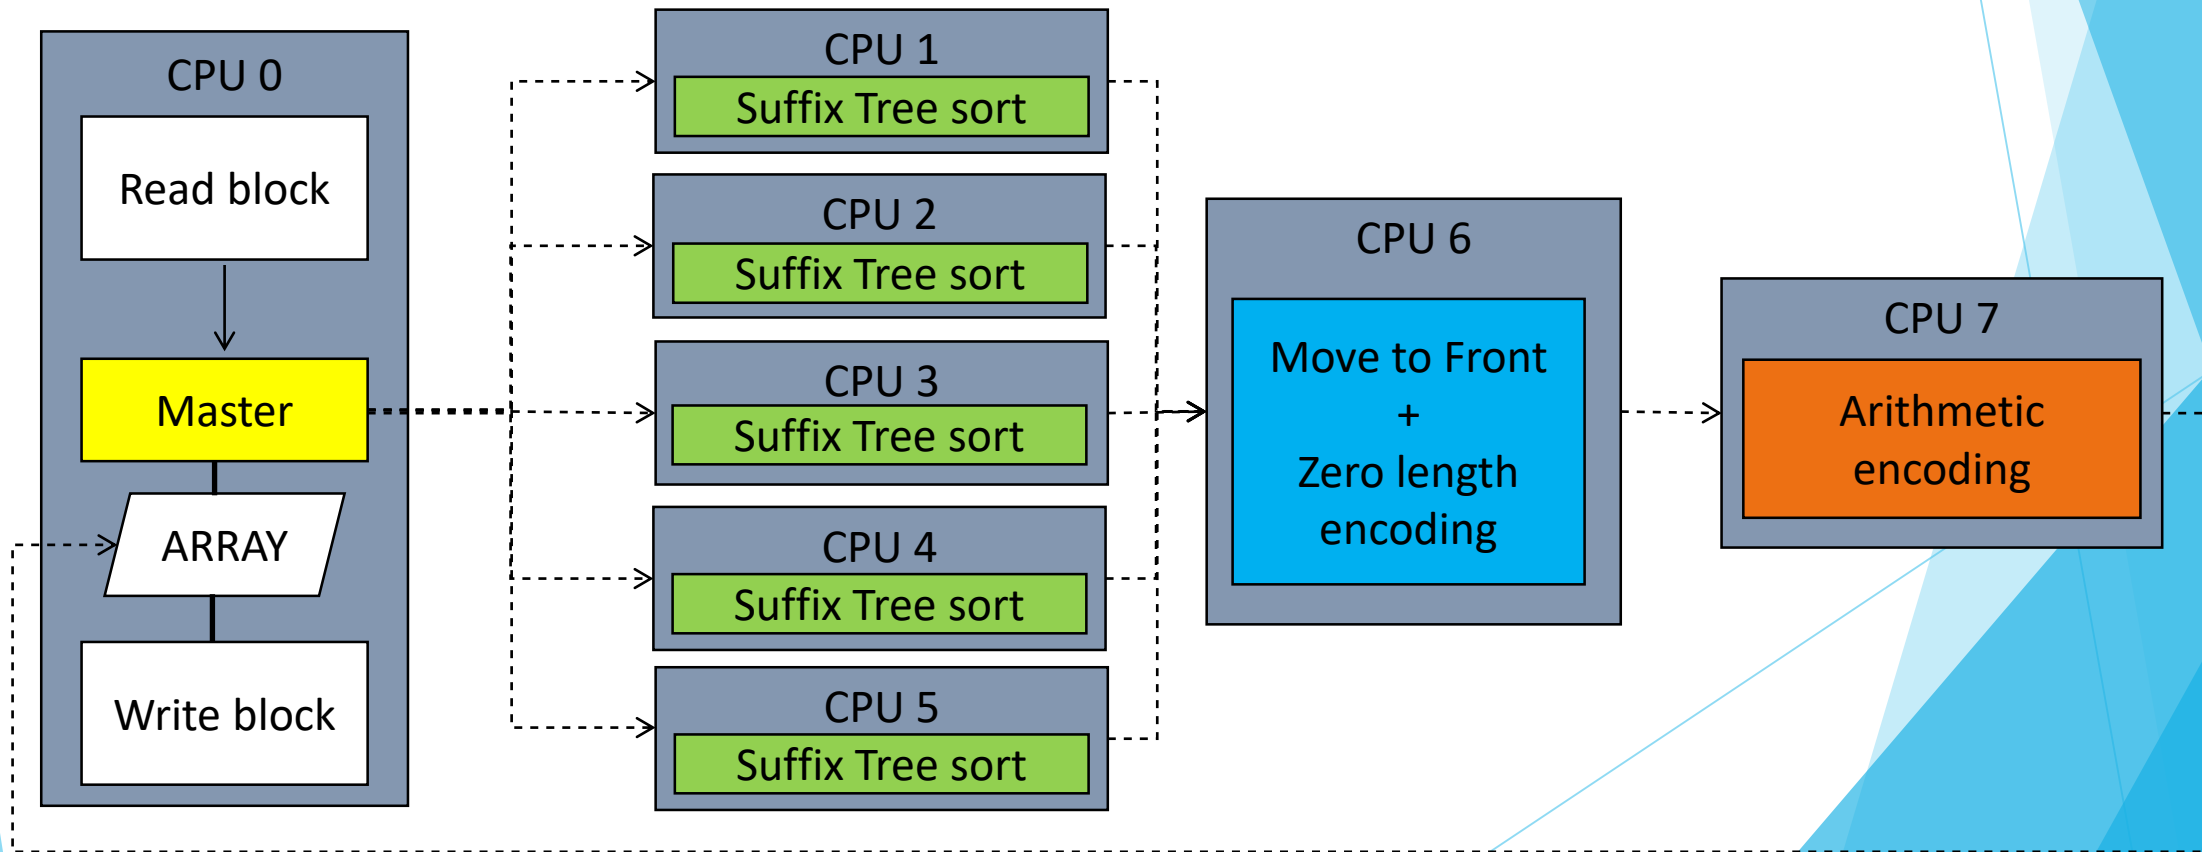 CPU 0
Read block
Master
ARRAY
Write block
CPU 1
Suffix Tree sort
CPU 2
Suffix Tree sort
CPU 3
Suffix Tree sort
CPU 4
Suffix Tree sort
CPU 5
Suffix Tree sort
CPU 6
Move to Front
+
Zero length
encoding
CPU 7
Arithmetic
encoding